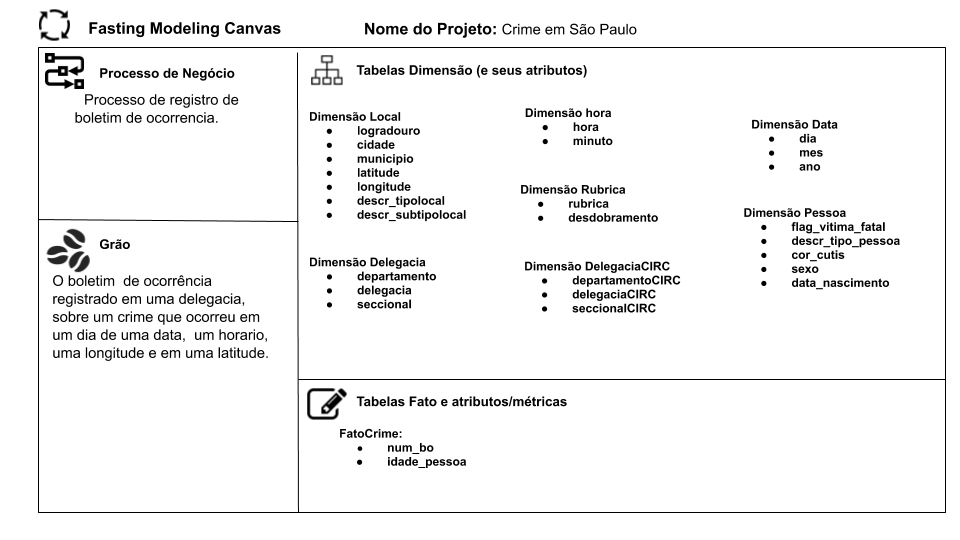 Fasting Modeling Canvas
Nome do Projeto: Crime em São Paulo
Processo de Negócio
Processo de registro de
boletim de ocorrencia.
Grão
O boletim  de ocorrência
registrado em uma delegacia,
sobre um crime que ocorreu em
um dia de uma data,  um horario,
uma longitude e em uma latitude.
Tabelas Dimensão (e seus atributos)
Dimensão Local
● logradouro
● cidade
● municipio
● latitude
● longitude
● descr_tipolocal
● descr_subtipolocal
Dimensão Delegacia
● departamento
● delegacia
● seccional
Dimensão hora
● hora
● minuto
Dimensão Rubrica
● rubrica
● desdobramento
Dimensão DelegaciaCIRC
● departamentoCIRC
● delegaciaCIRC
● seccionalCIRC
Dimensão Data
● dia
● mes
● ano
Dimensão Pessoa
● flag_vitima_fatal
● descr_tipo_pessoa
● cor_cutis
● sexo
● data_nascimento
Tabelas Fato e atributos/métricas
FatoCrime:
● num_bo
● idade_pessoa